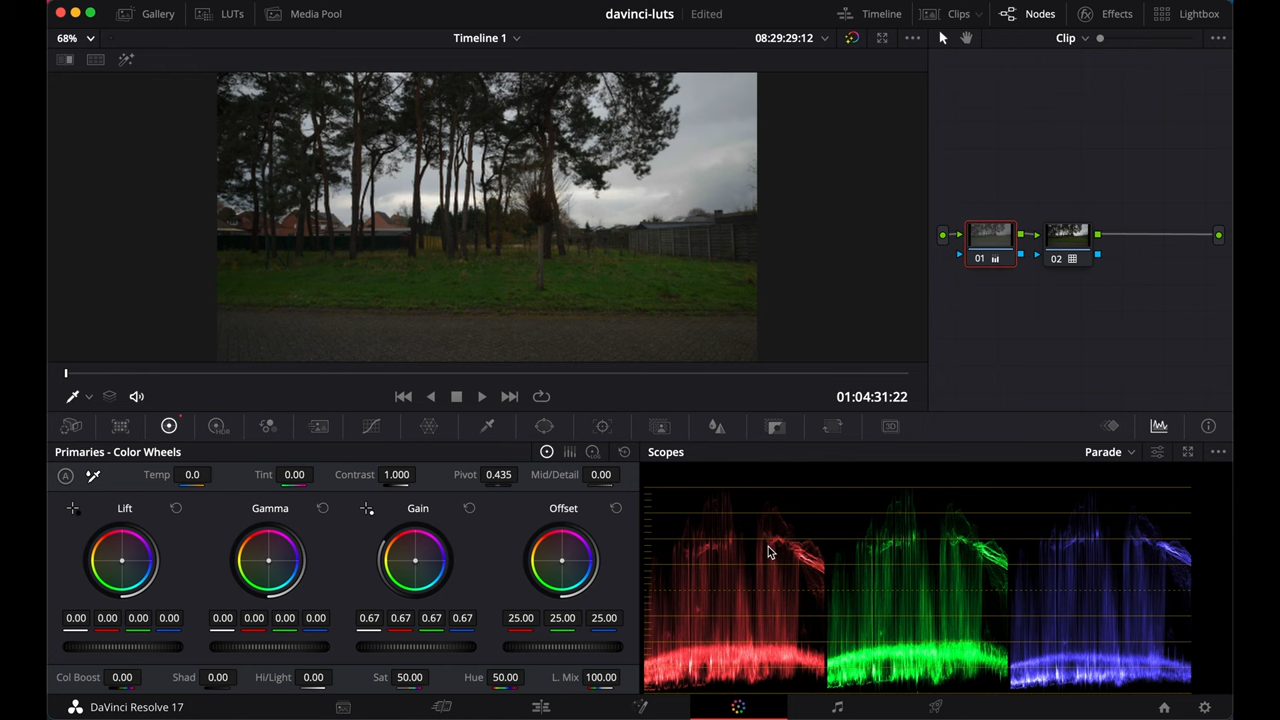 Gallery LUTs Media Pool davinci-luts Edited Timeline Clips Nodes Effects Lightbox
68% Timeline 1 08:29:29:12 Clip
01 02
01:04:31:22
HDR 3D
Primaries - Color Wheels Scopes Parade
A Temp 0.0 Tint 0.00 Contrast 1.000 Pivot 0.435 Mid/Detail 0.00
Lift Gamma Gain Offset
0.00 0.00 0.00 0.00 0.00 0.00 0.00 0.00 0.67 0.67 0.67 0.67 25.00 25.00 25.00
Col Boost 0.00 Shad 0.00 Hi/Light 0.00 Sat 50.00 Hue 50.00 L. Mix 100.00
DaVinci Resolve 17